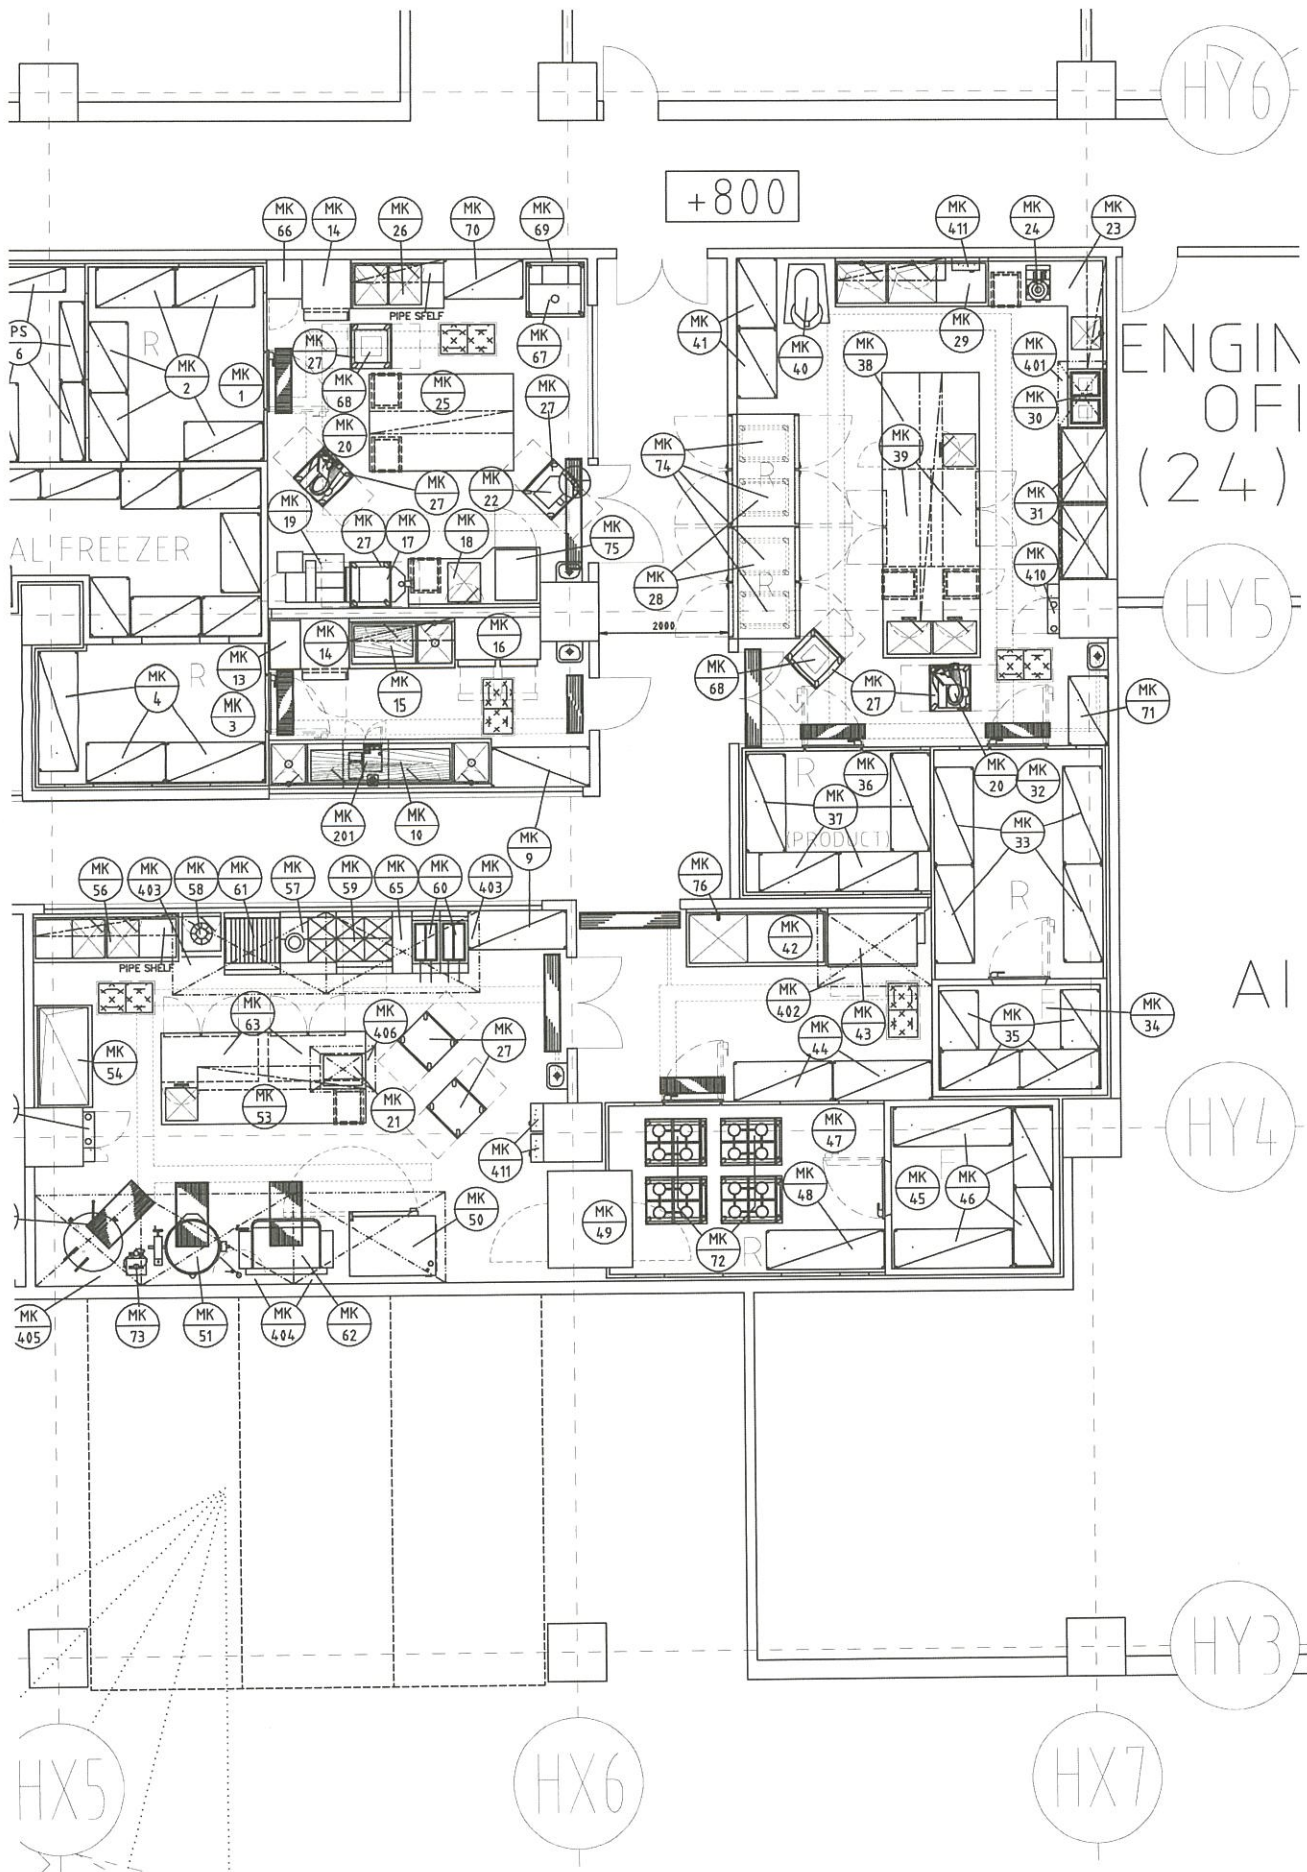 HY6
+800
MK
66
MK
14
MK
26
MK
70
MK
69
MK
411
MK
24
MK
23
PIPE SFELF
PS
6
R
MK
2
MK
1
MK
27
MK
68
MK
25
MK
67
MK
27
MK
41
MK
40
MK
38
MK
29
MK
401
ENGIN
OFI
(24)
MK
30
MK
20
MK
22
MK
74
R
MK
39
MK
31
MK
19
MK
27
MK
27
MK
17
MK
18
MK
75
AL FREEZER
MK
28
R
MK
410
HY5
2000
MK
14
MK
16
MK
13
MK
4
R
MK
3
MK
15
MK
68
MK
27
MK
71
MK
20
MK
32
R
MK
36
MK
37
(PRODUCT)
MK
33
R
MK
201
MK
10
MK
9
MK
56
MK
403
MK
58
MK
61
MK
57
MK
59
MK
65
MK
60
MK
403
MK
76
MK
42
PIPE SHELF
MK
402
MK
43
F
MK
35
MK
34
AI
MK
63
MK
406
MK
27
MK
44
MK
54
MK
53
MK
21
HY4
MK
411
MK
47
MK
45
F
MK
46
MK
48
MK
50
MK
49
MK
72
R
MK
405
MK
73
MK
51
MK
404
MK
62
HY3
HX5
HX6
HX7